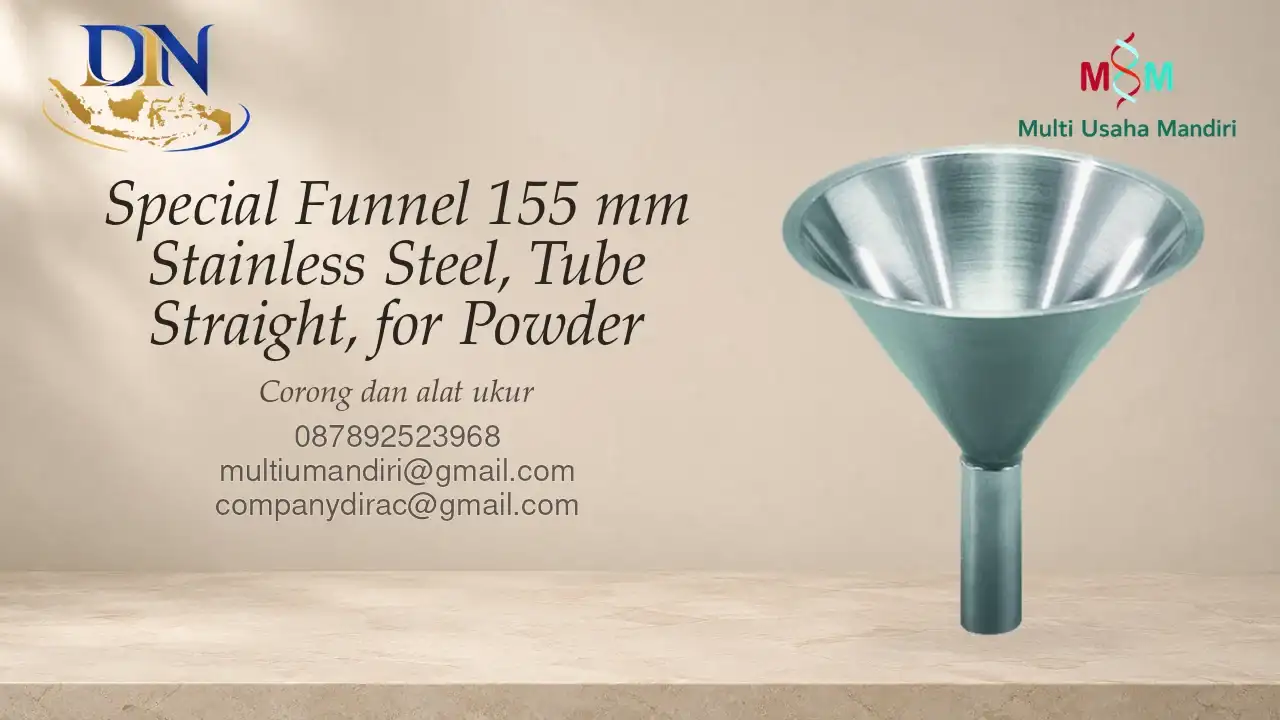 DIN
MSM
Multi Usaha Mandiri
Special Funnel 155 mm
Stainless Steel, Tube
Straight, for Powder
Corong dan alat ukur
087892523968
multiumandiri@gmail.com
companydirac@gmail.com